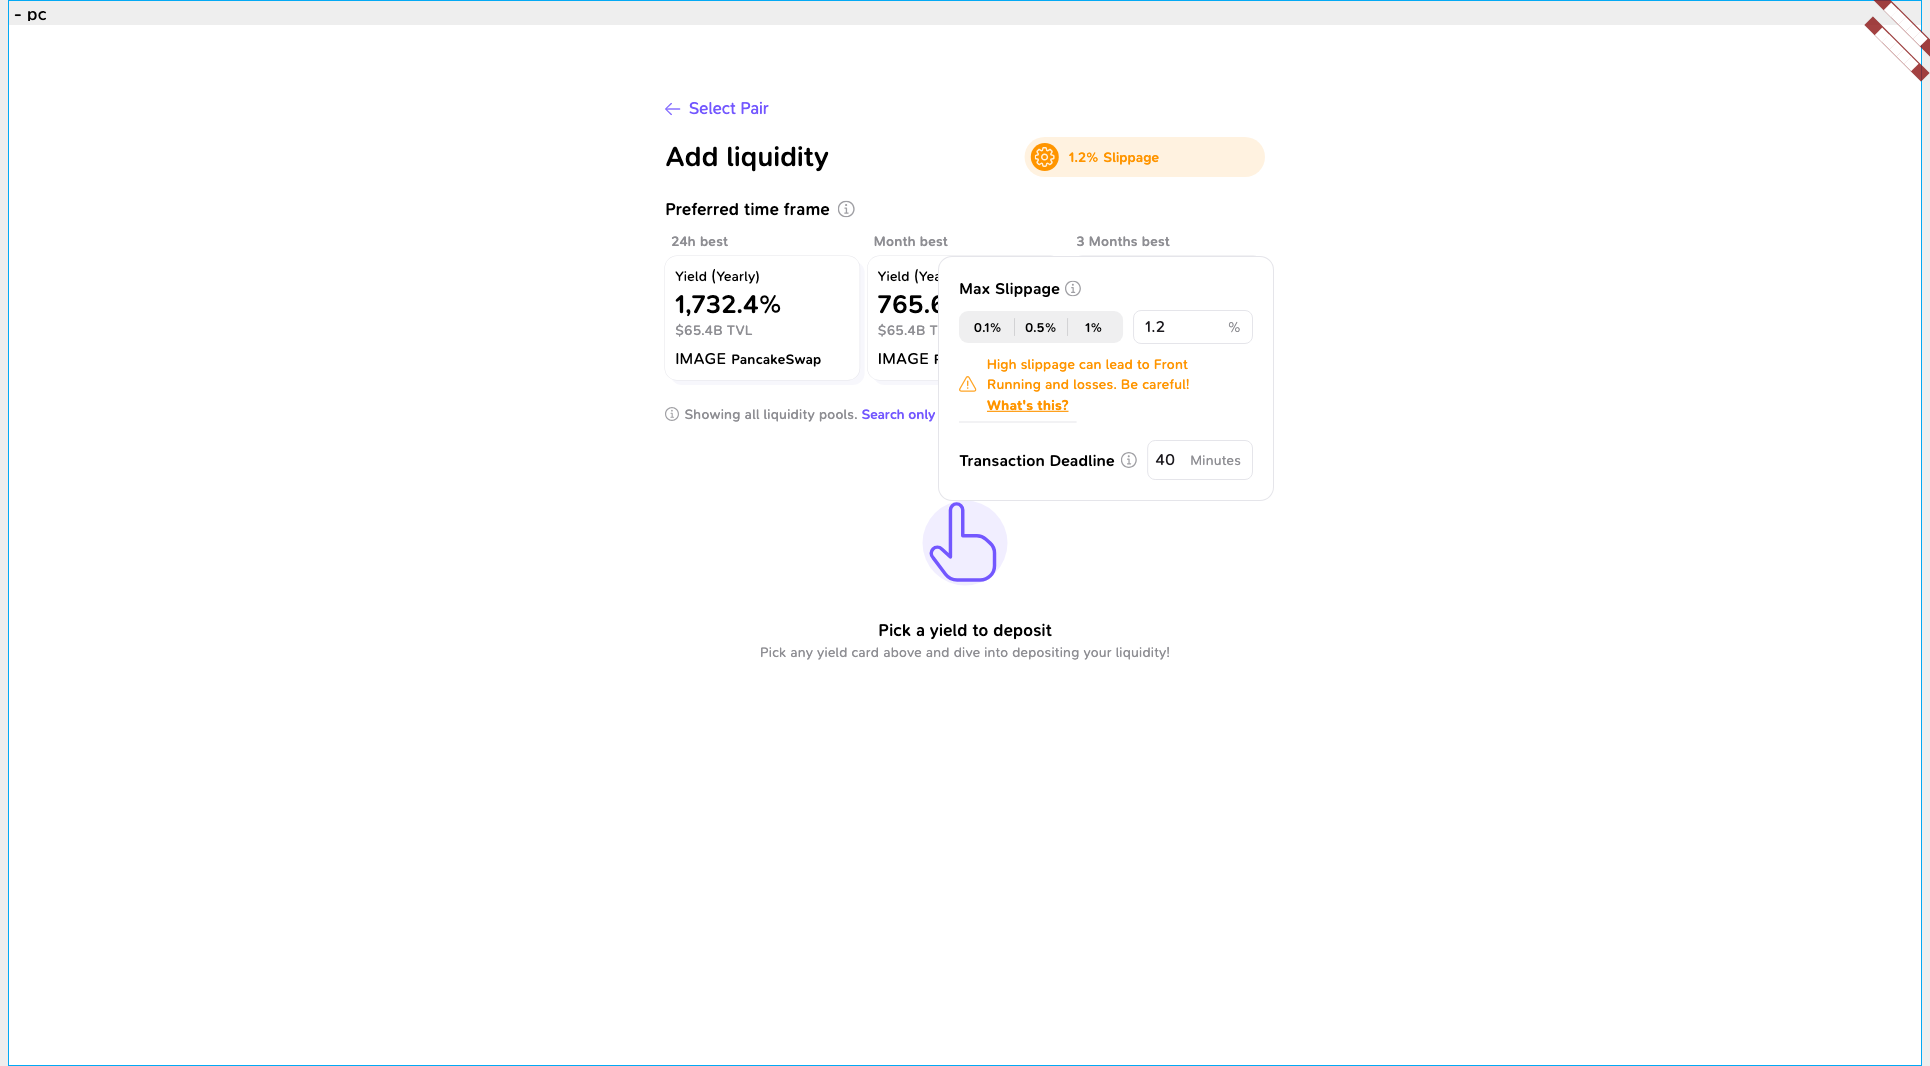 - pc
Select Pair
Add liquidity
1.2% Slippage
Preferred time frame
24h best
Month best
3 Months best
Yield (Yearly)
1,732.4%
$65.4B TVL
IMAGE PancakeSwap
Yield
765.
$65.4B
IMAGE
Showing all liquidity pools. Search only
Max Slippage
0.1% 0.5% 1% 1.2 %
High slippage can lead to Front
Running and losses. Be careful!
What's this?
Transaction Deadline 40 Minutes
Pick a yield to deposit
Pick any yield card above and dive into depositing your liquidity!